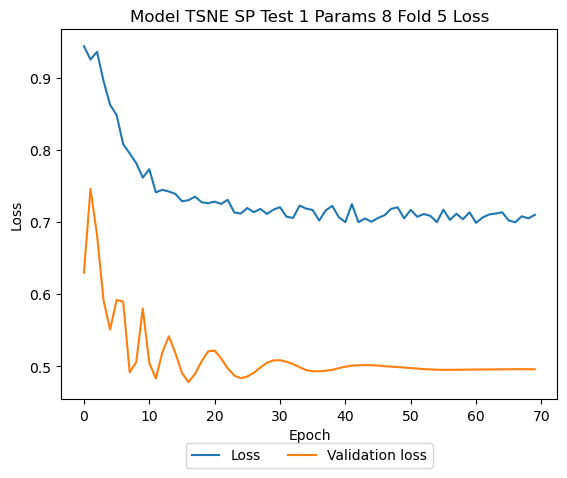 Model TSNE SP Test 1 Params 8 Fold 5 Loss
Loss
0.9
0.8
0.7
0.6
0.5
0 10 20 30 40 50 60 70
Epoch
Loss Validation loss